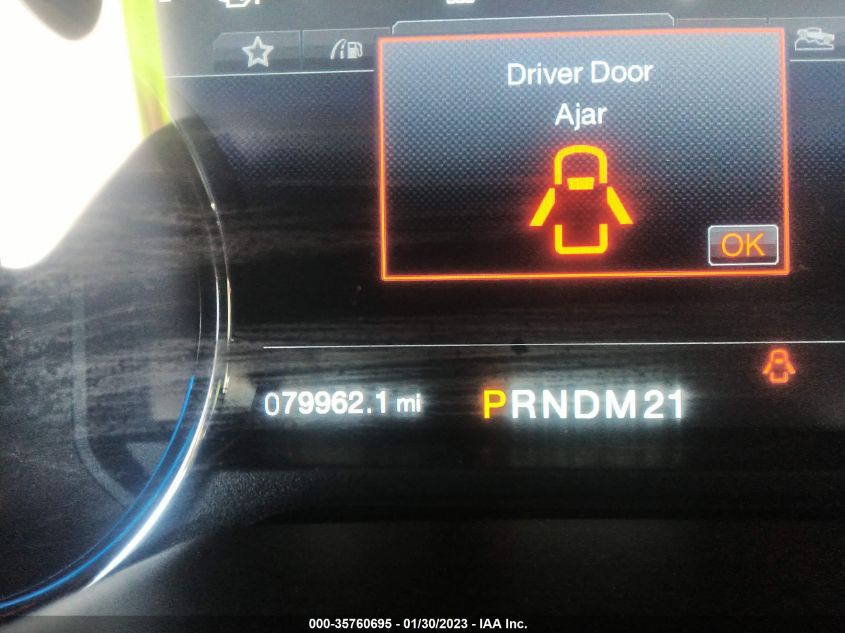 Driver Door
Ajar
OK
079962.1 mi
PRNDM21
000-35760695 - 01/30/2023 - IAA Inc.